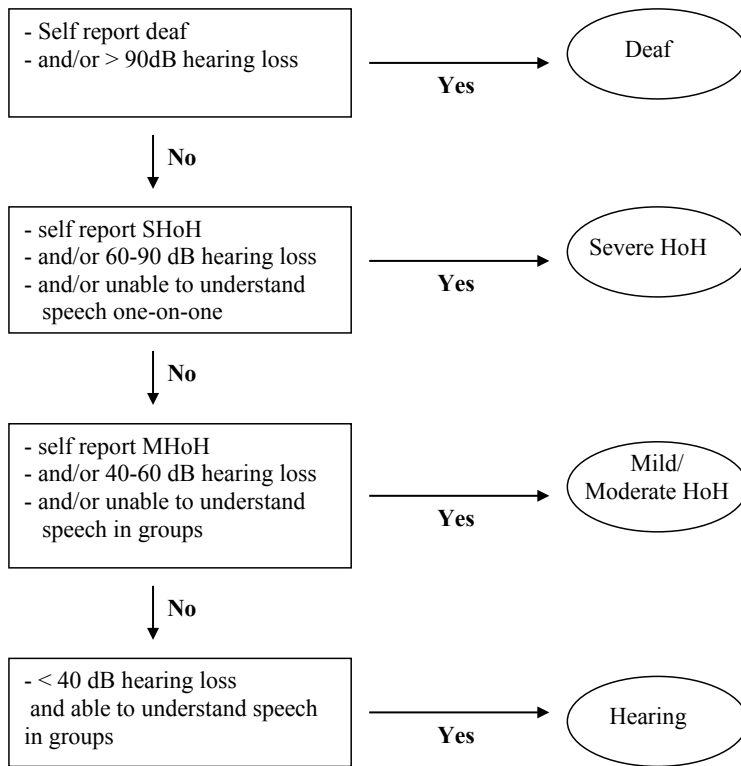 - Self report deaf
- and/or > 90dB hearing loss
Yes
Deaf
No
- self report SHoH
- and/or 60-90 dB hearing loss
- and/or unable to understand
speech one-on-one
Yes
Severe HoH
No
- self report MHoH
- and/or 40-60 dB hearing loss
- and/or unable to understand
speech in groups
Yes
Mild/
Moderate HoH
No
- < 40 dB hearing loss
and able to understand speech
in groups
Yes
Hearing